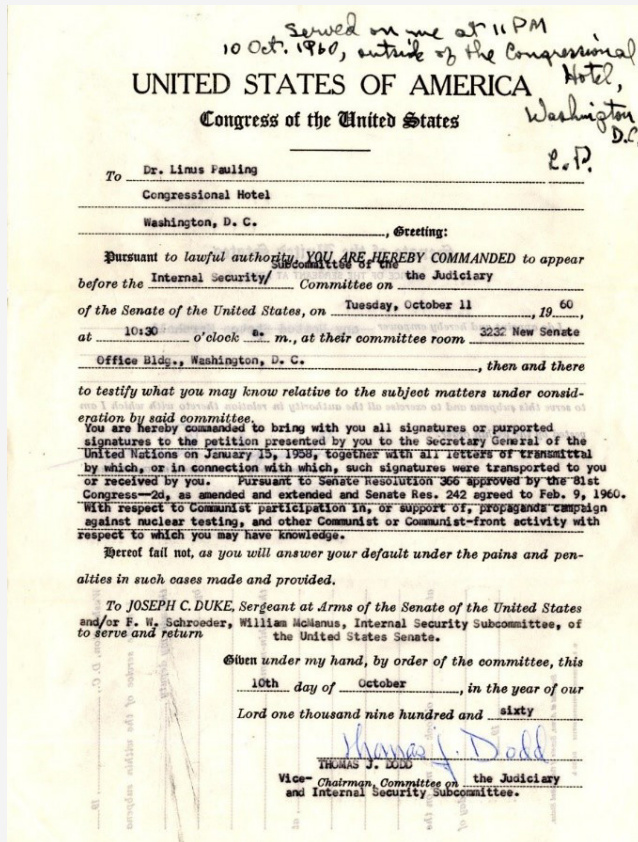 Served on me at 11 PM
10 Oct. 1960, outside of the Congressional
Hotel,
Washington
D.C.
L.P.
UNITED STATES OF AMERICA
Congress of the United States
To Dr. Linus Pauling
Congressional Hotel
Washington, D. C.
, Greeting:
Pursuant to lawful authority, YOU ARE HEREBY COMMANDED to appear
Subcommittee of the
before the Internal Security/ Committee on the Judiciary
of the Senate of the United States, on Tuesday, October 11, 1960,
at 10:30 o'clock a. m., at their committee room 3232 New Senate
Office Bldg., Washington, D. C., then and there
to testify what you may know relative to the subject matters under consid-
eration by said committee.
You are hereby commanded to bring with you all signatures or purported
signatures to the petition presented by you to the Secretary General of the
United Nations on January 15, 1958, together with all letters of transmittal
by which, or in connection with which, such signatures were transported to you
or received by you. Pursuant to Senate Resolution 366 approved by the 81st
Congress--2d, as amended and extended and Senate Res. 242 agreed to Feb. 9, 1960.
With respect to Communist participation in, or support of, propaganda campaign
against nuclear testing, and other Communist or Communist-front activity with
respect to which you may have knowledge.
Hereof fail not, as you will answer your default under the pains and pen-
alties in such cases made and provided.
To JOSEPH C. DUKE, Sergeant at Arms of the Senate of the United States
and/or F. W. Schroeder, William McManus, Internal Security Subcommittee, of
to serve and return the United States Senate.
Given under my hand, by order of the committee, this
10th day of October, in the year of our
Lord one thousand nine hundred and sixty
Thomas J. Dodd
THOMAS J. DODD
Vice- Chairman, Committee on the Judiciary
and Internal Security Subcommittee.